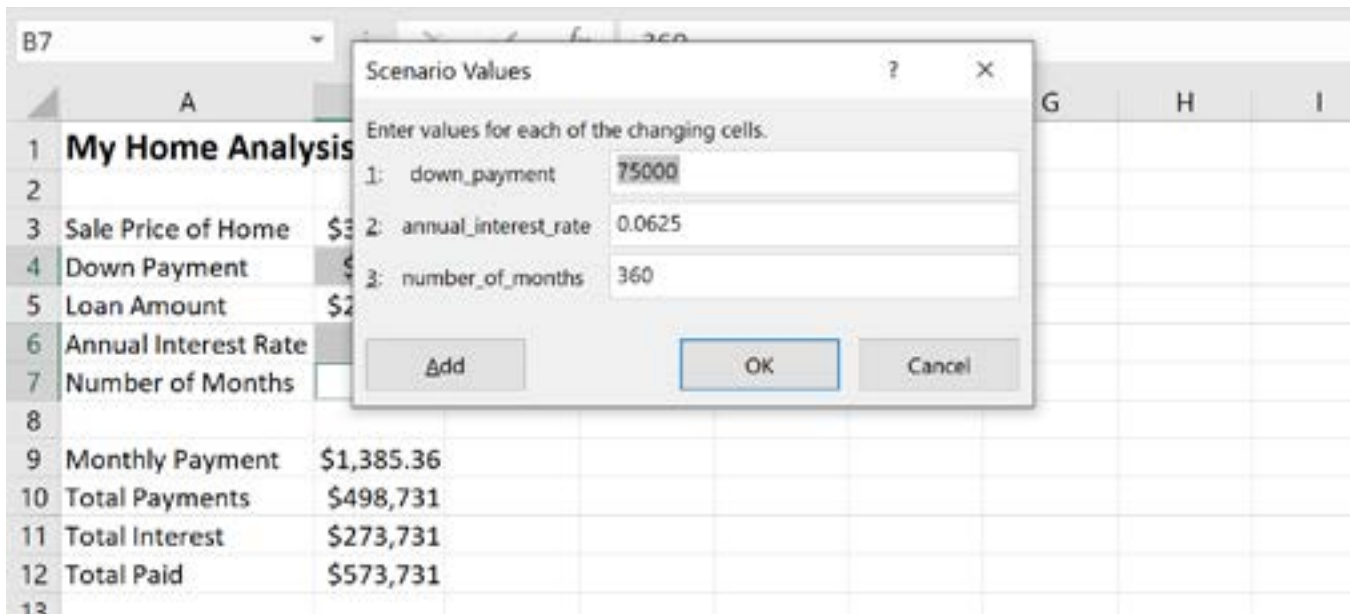 B7
360
Scenario Values ? ×
A G H I
Enter values for each of the changing cells.
1 My Home Analysis
1: down_payment 75000
2
3 Sale Price of Home $3
2: annual_interest_rate 0.0625
4 Down Payment $
3: number_of_months 360
5 Loan Amount $2
6 Annual Interest Rate
Add OK Cancel
7 Number of Months
8
9 Monthly Payment $1,385.36
10 Total Payments $498,731
11 Total Interest $273,731
12 Total Paid $573,731
13